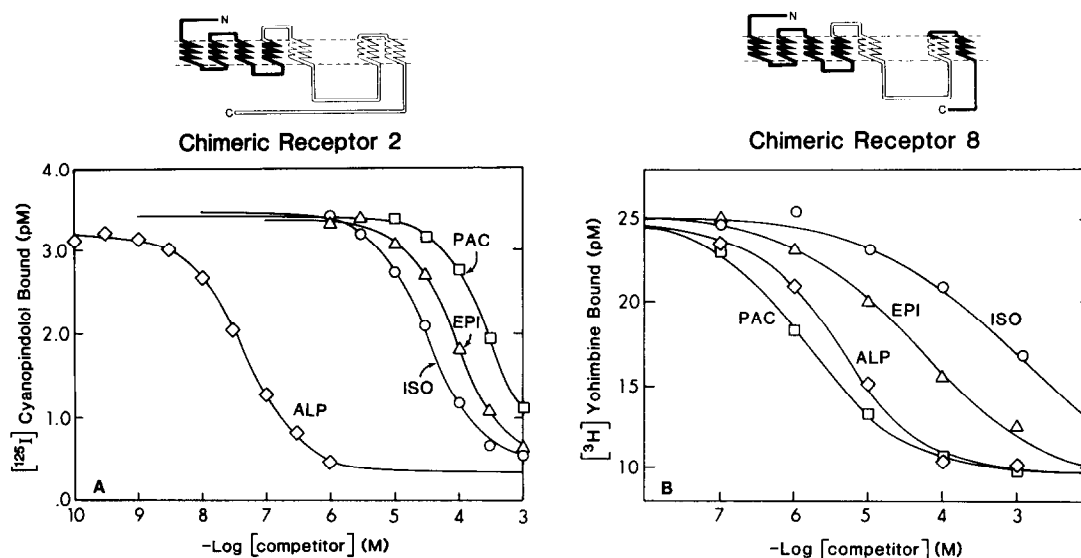 N
C
Chimeric Receptor 2
[¹²⁵I] Cyanopindolol Bound (pM)
4.0
3.0
2.0
1.0
.0
PAC
EPI
ISO
ALP
A
10 9 8 7 6 5 4 3
-Log [competitor] (M)
N
C
Chimeric Receptor 8
[³H] Yohimbine Bound (pM)
25
20
15
10
ISO
EPI
ALP
PAC
B
7 6 5 4 3
-Log [competitor] (M)